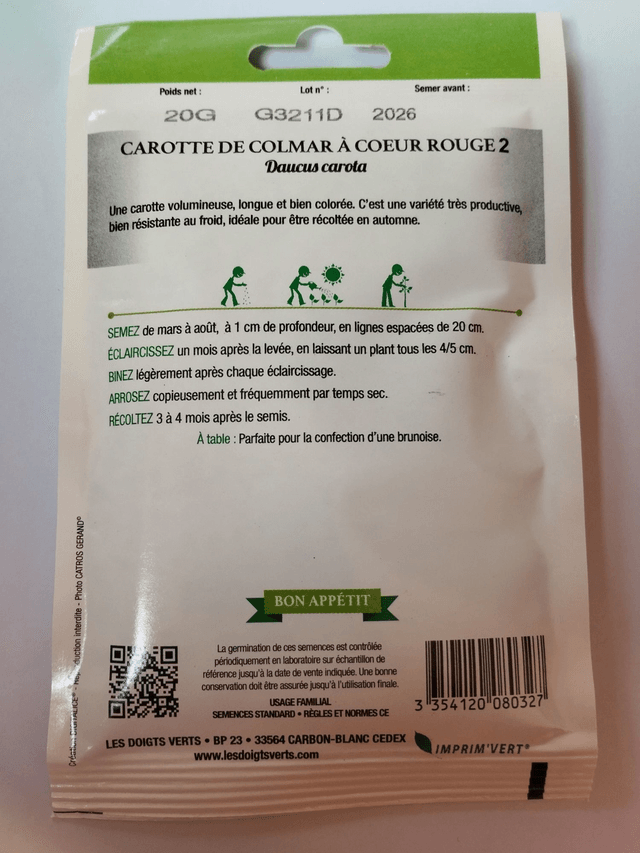 Poids net : Lot n° : Semer avant :
20G G3211D 2026
CAROTTE DE COLMAR À COEUR ROUGE 2
Daucus carota
Une carotte volumineuse, longue et bien colorée. C'est une variété très productive,
bien résistante au froid, idéale pour être récoltée en automne.
SEMEZ de mars à août, à 1 cm de profondeur, en lignes espacées de 20 cm.
ÉCLAIRCISSEZ un mois après la levée, en laissant un plant tous les 4/5 cm.
BINEZ légèrement après chaque éclaircissage.
ARROSEZ copieusement et fréquemment par temps sec.
RÉCOLTEZ 3 à 4 mois après le semis.
À table : Parfaite pour la confection d'une brunoise.
BON APPÉTIT
La germination de ces semences est contrôlée
périodiquement en laboratoire sur échantillon de
référence jusqu'à la date de vente indiquée. Une bonne
conservation doit être assurée jusqu'à l'utilisation finale.
USAGE FAMILIAL
SEMENCES STANDARD • RÈGLES ET NORMES CE
3 354120 080327
LES DOIGTS VERTS • BP 23 • 33564 CARBON-BLANC CEDEX
www.lesdoigtsverts.com
IMPRIM'VERT®
Création interdite - Photo CATROS GERAND®